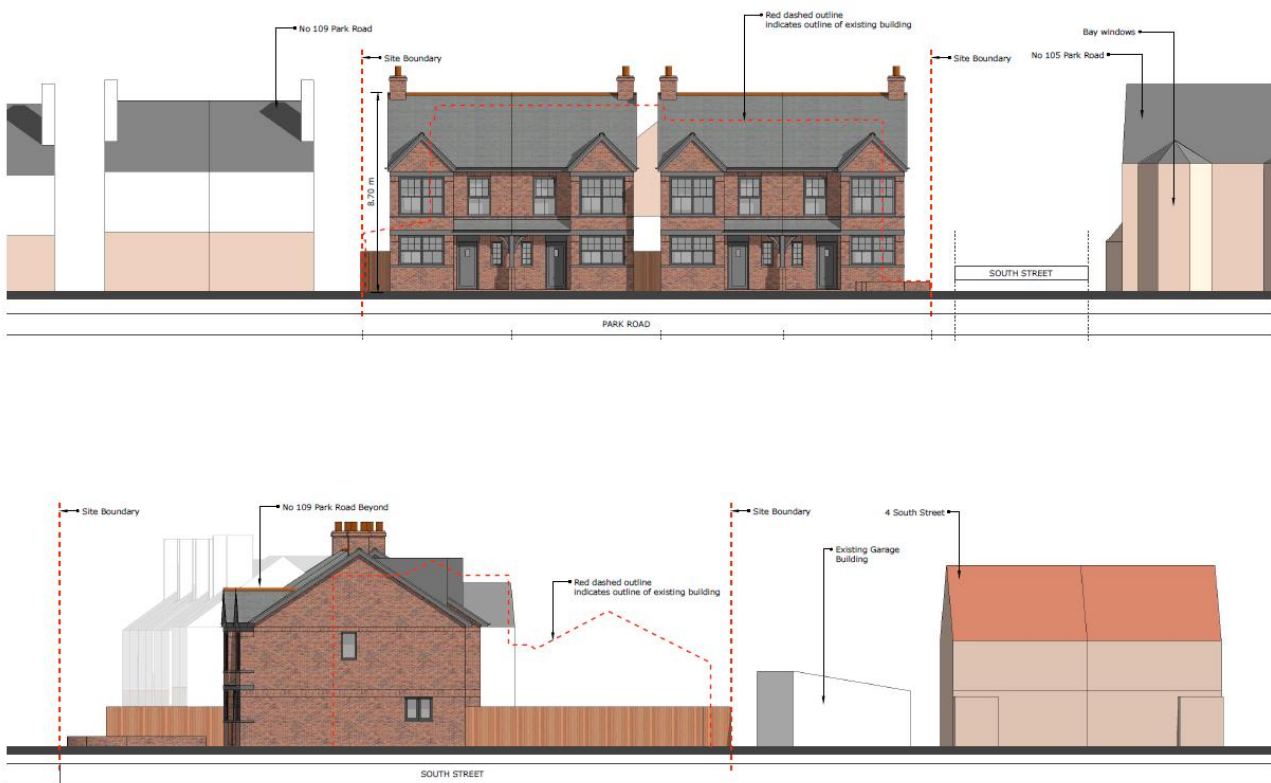 No 109 Park Road
Site Boundary
Red dashed outline
indicates outline of existing building
Site Boundary
Bay windows
No 105 Park Road
8.70 m
SOUTH STREET
PARK ROAD
Site Boundary
No 109 Park Road Beyond
Red dashed outline
indicates outline of existing building
Site Boundary
Existing Garage
Building
4 South Street
SOUTH STREET